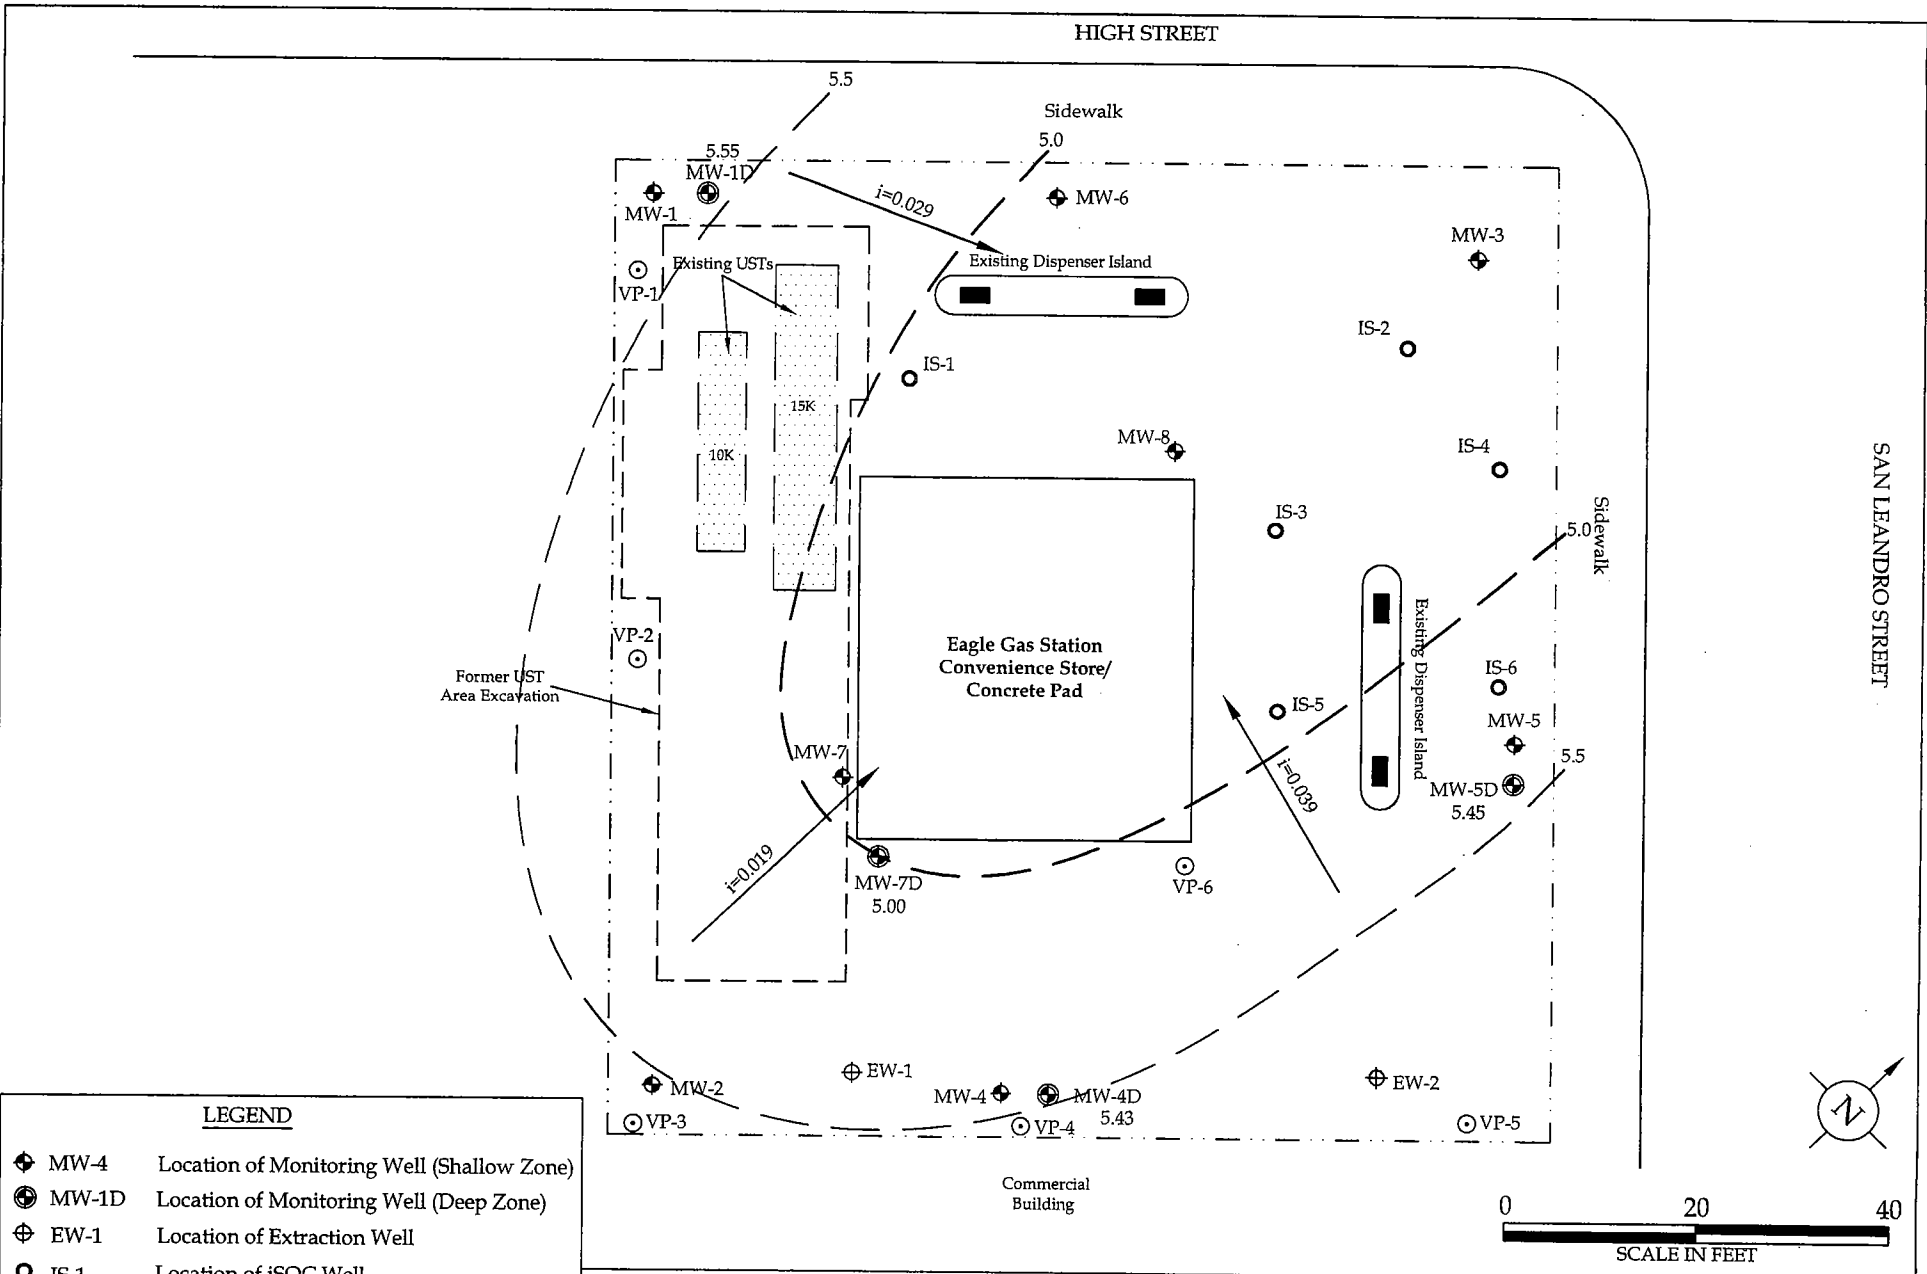 HIGH STREET
5.5
Sidewalk
5.0
5.55
MW-1D
MW-1
i=0.029
MW-6
MW-3
Existing USTs
Existing Dispenser Island
VP-1
IS-2
IS-1
15K
10K
MW-8
IS-4
IS-3
5.0
Sidewalk
SAN LEANDRO STREET
Eagle Gas Station
Convenience Store/
Concrete Pad
VP-2
Former UST
Area Excavation
Existing Dispenser Island
IS-6
IS-5
MW-5
MW-7
5.5
i=0.039
MW-5D
5.45
i=0.019
MW-7D
5.00
VP-6
EW-1
EW-2
MW-2
MW-4
MW-4D
5.43
VP-3
VP-4
VP-5
N
Commercial
Building
0 20 40
SCALE IN FEET
LEGEND
MW-4 Location of Monitoring Well (Shallow Zone)
MW-1D Location of Monitoring Well (Deep Zone)
EW-1 Location of Extraction Well
IS-1 Location of iSOC Well